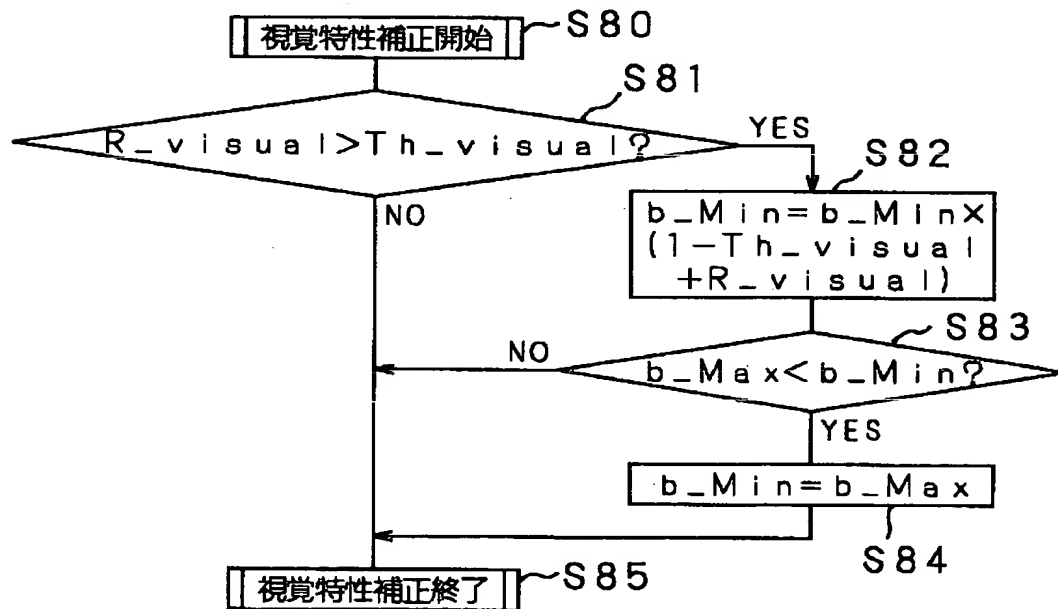 視覚特性補正開始
S80
S81
R_visual>Th_visual?
YES
NO
S82
b_Min=b_Min×
(1-Th_visual
+R_visual)
S83
NO
b_Max<b_Min?
YES
b_Min=b_Max
S84
視覚特性補正終了
S85